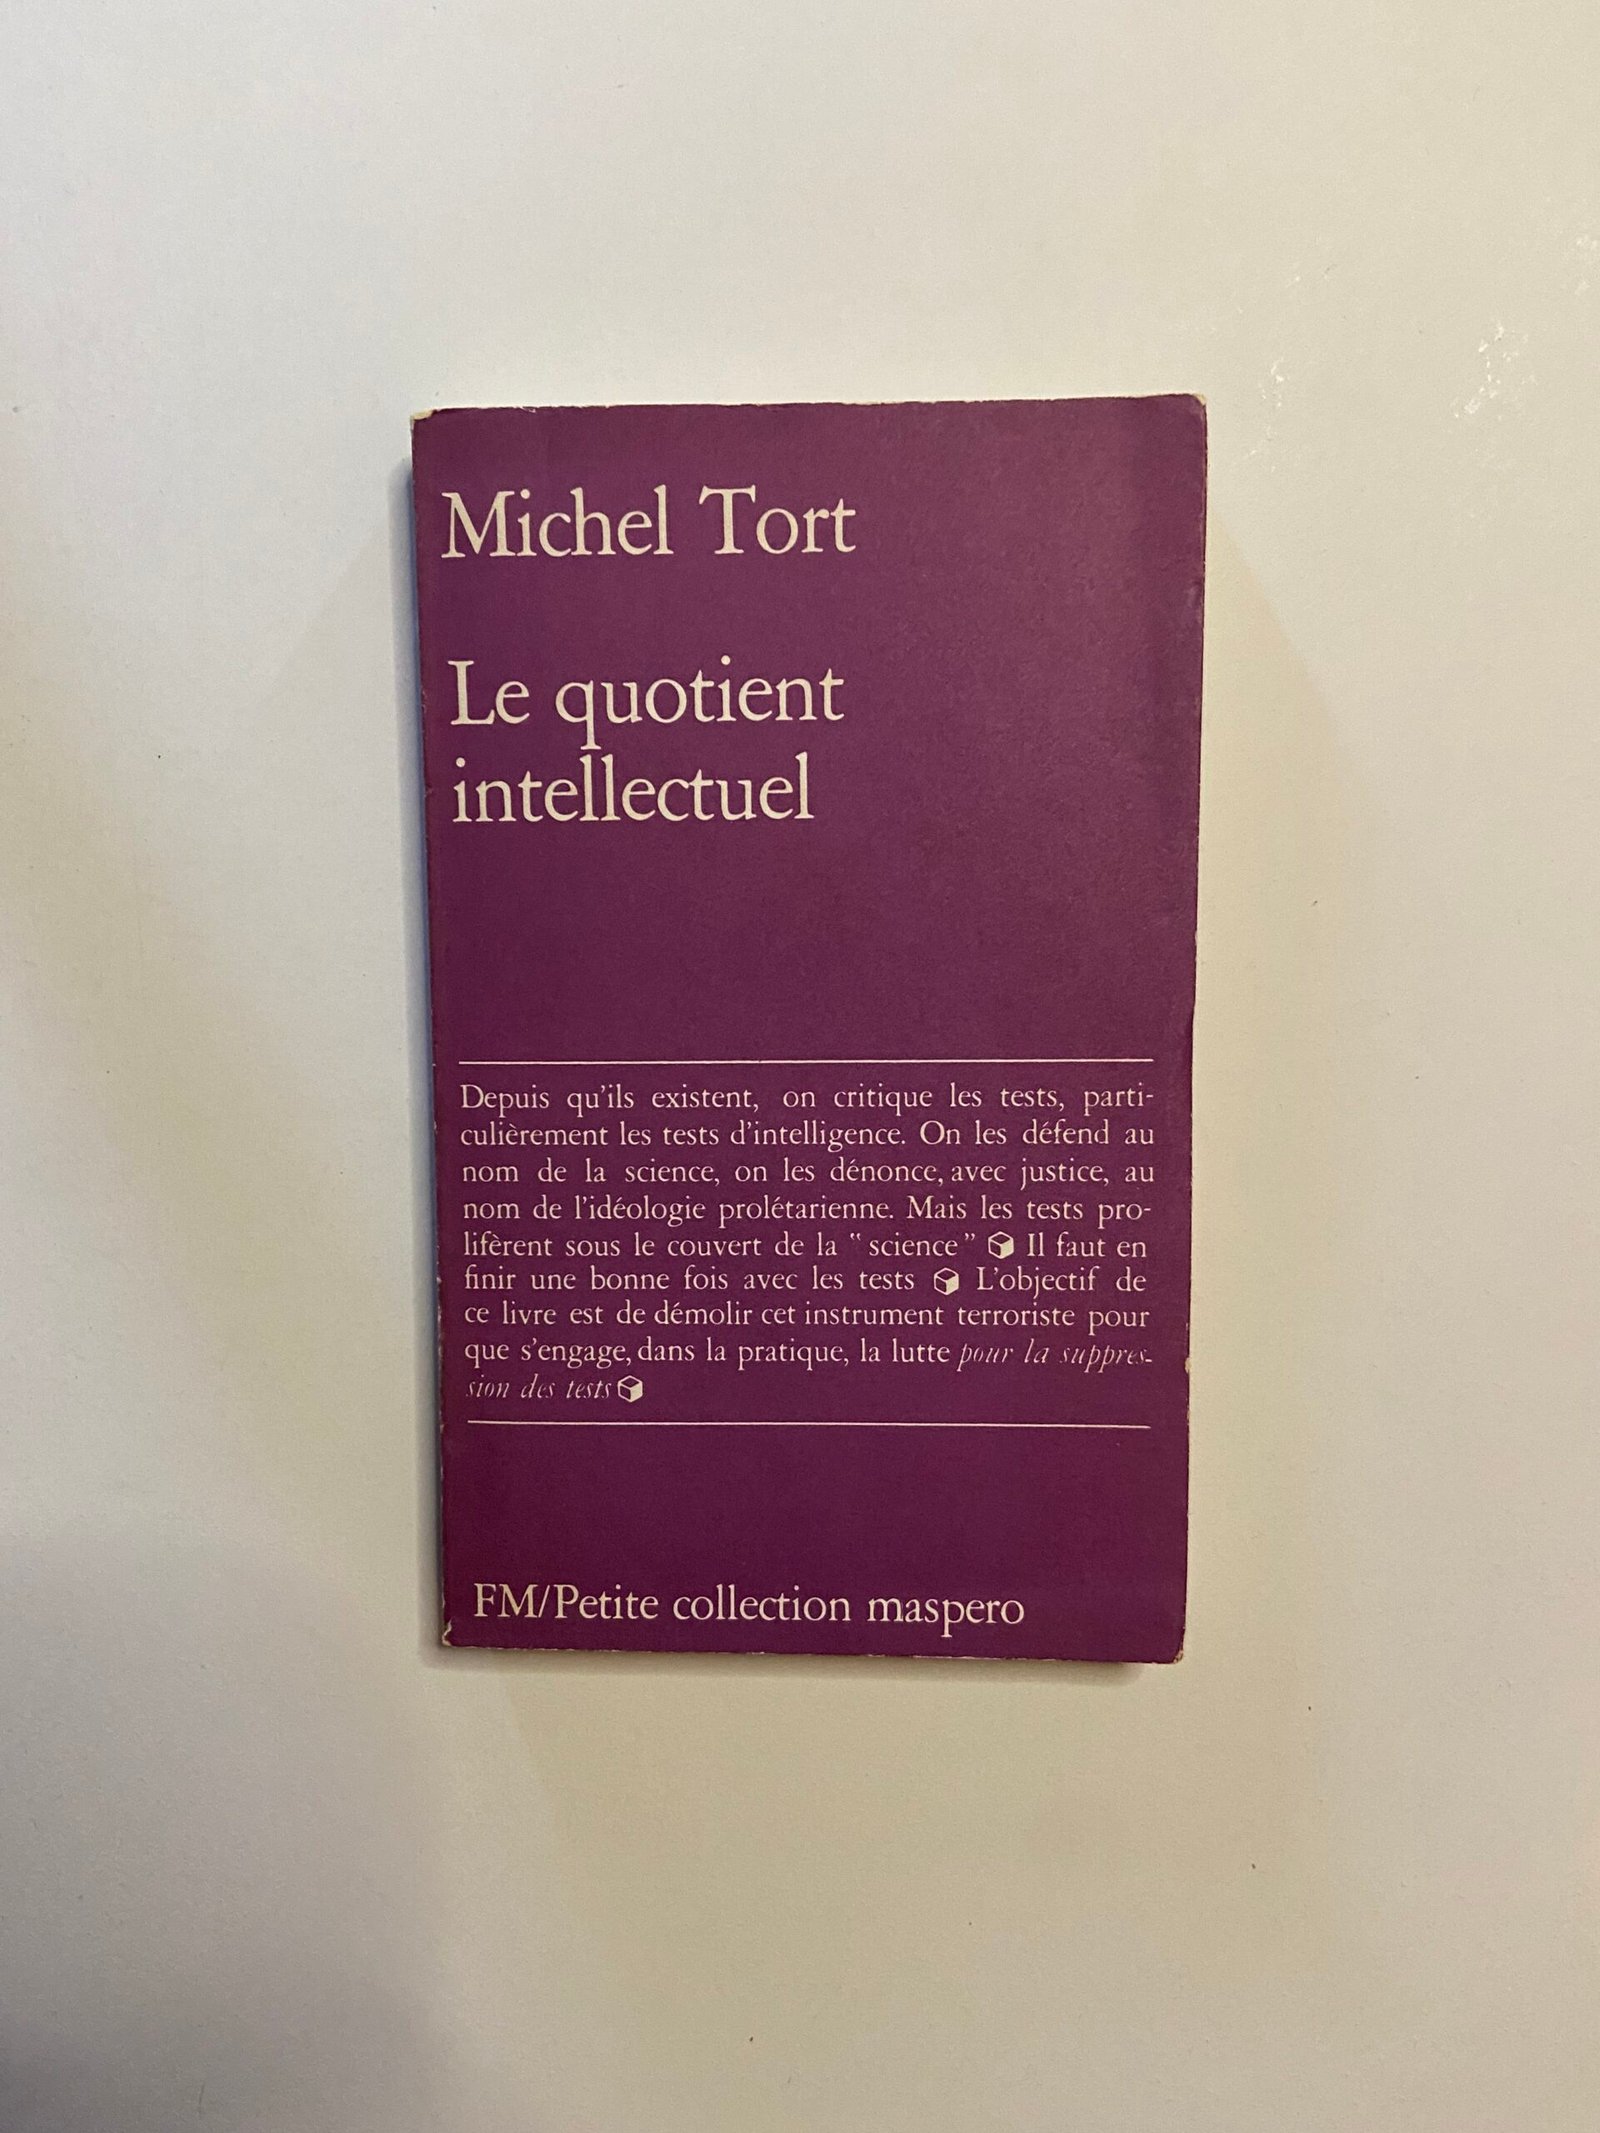 Michel Tort
Le quotient
intellectuel
Depuis qu'ils existent, on critique les tests, parti-
culièrement les tests d'intelligence. On les défend au
nom de la science, on les dénonce, avec justice, au
nom de l'idéologie prolétarienne. Mais les tests pro-
lifèrent sous le couvert de la "science" Il faut en
finir une bonne fois avec les tests L'objectif de
ce livre est de démolir cet instrument terroriste pour
que s'engage, dans la pratique, la lutte pour la suppres-
sion des tests
FM/Petite collection maspero